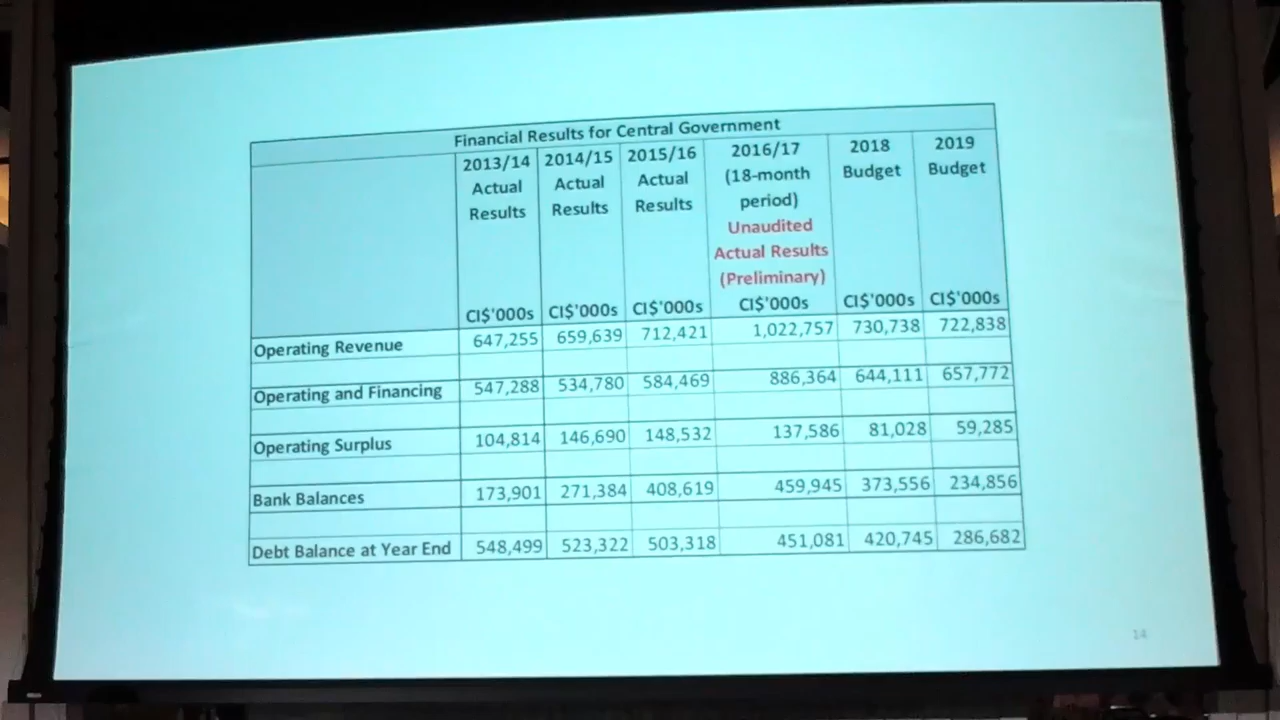 Financial Results for Central Government
2013/14 2014/15 2015/16 2016/17 2018 2019
Actual Actual Actual (18-month Budget Budget
Results Results Results period)
Unaudited
Actual Results
(Preliminary)
CI$'000s CI$'000s CI$'000s CI$'000s CI$'000s CI$'000s
Operating Revenue 647,255 659,639 712,421 1,022,757 730,738 722,838
Operating and Financing 547,288 534,780 584,469 886,364 644,111 657,772
Operating Surplus 104,814 146,690 148,532 137,586 81,028 59,285
Bank Balances 173,901 271,384 408,619 459,945 373,556 234,856
Debt Balance at Year End 548,499 523,322 503,318 451,081 420,745 286,682
14